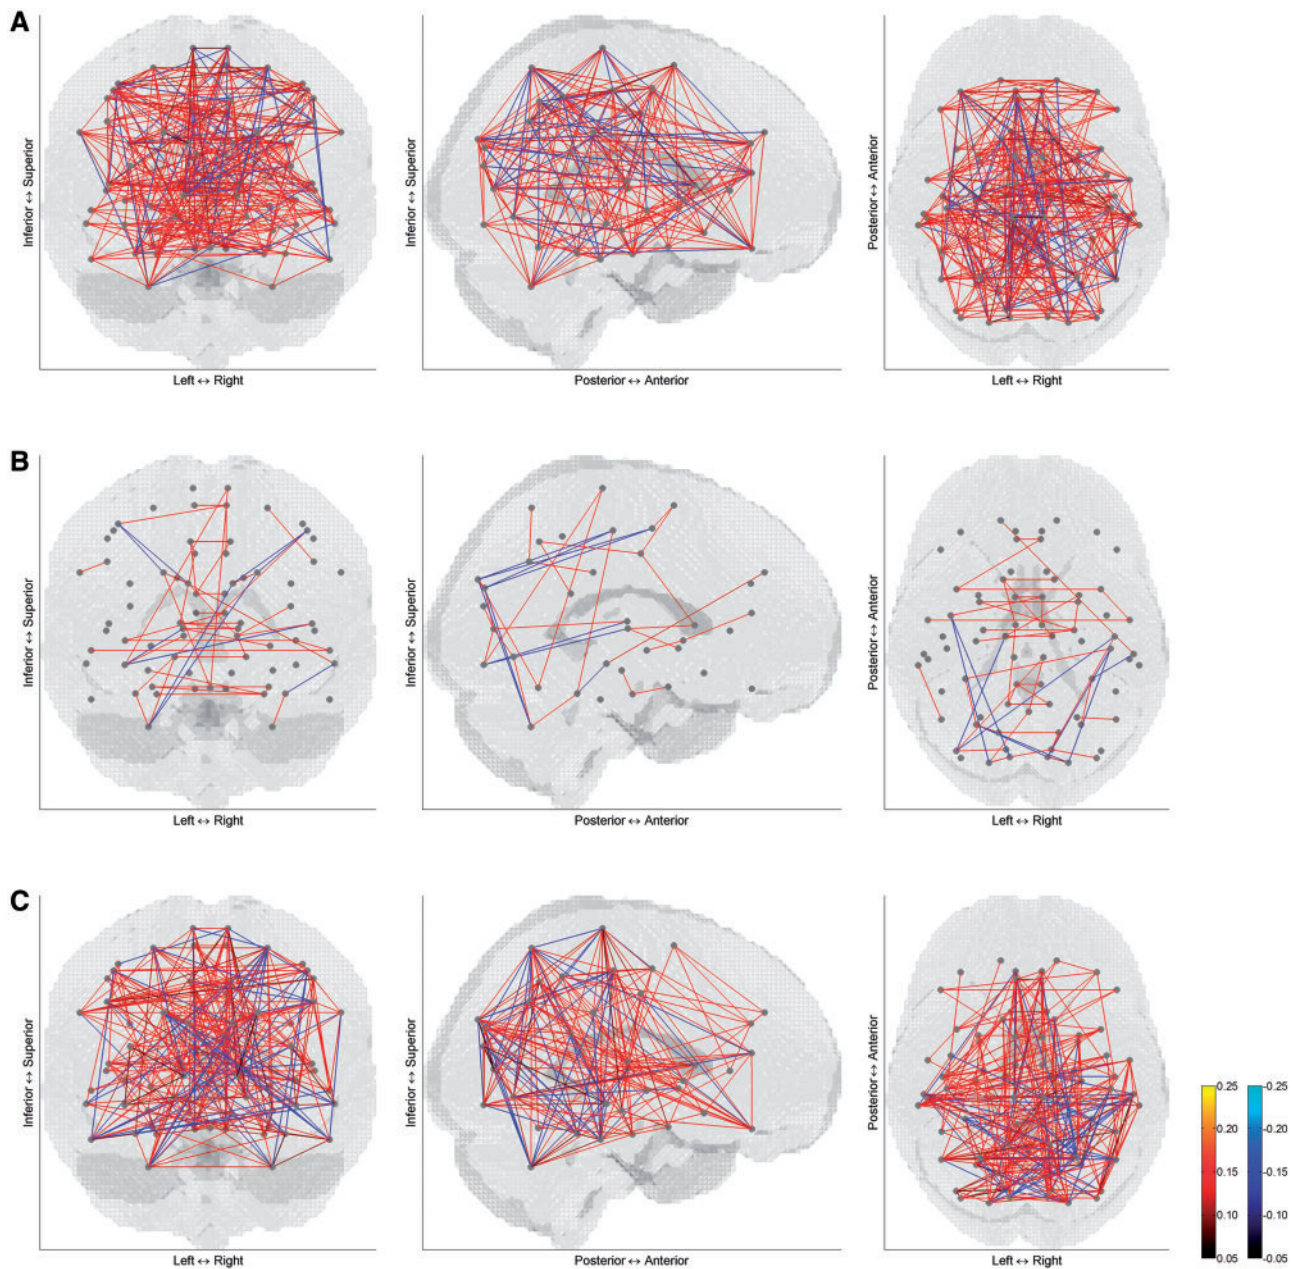 A
Inferior ↔ Superior
Left ↔ Right
Inferior ↔ Superior
Posterior ↔ Anterior
Posterior ↔ Anterior
Left ↔ Right
B
Inferior ↔ Superior
Left ↔ Right
Inferior ↔ Superior
Posterior ↔ Anterior
Posterior ↔ Anterior
Left ↔ Right
C
Inferior ↔ Superior
Left ↔ Right
Inferior ↔ Superior
Posterior ↔ Anterior
Posterior ↔ Anterior
Left ↔ Right
0.25 -0.25
0.20 -0.20
0.15 -0.15
0.10 -0.10
0.05 -0.05